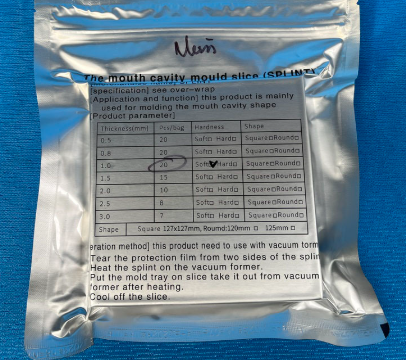 The mouth cavity mould slice (SPLINT)
[specification] see over-wrap
Application and function] this product is mainly
used for molding the mouth cavity shape
Product parameter]
Thickness(mm) Pcs/bag Hardness Shape
0.5 20 Soft□ Hard□ Square□Round□
0.8 20 Soft□ Hard□ Square□Round□
1.0 20 Soft Hard□ Square□Round□
1.5 15 Soft□ Hard□ Square□Round□
2.0 10 Soft□ Hard□ Square□Round□
2.5 8 Soft□ Hard□ Square□Round□
3.0 7 Soft□ Hard□ Square□Round□
Shape Square 127x127mm, Round:120mm □ 125mm □
eration method] this product need to use with vacuum form
Tear the protection film from two sides of the splin
Heat the splint on the vacuum former.
Put the mold tray on slice take it out from vacuum
former after heating.
Cool off the slice.